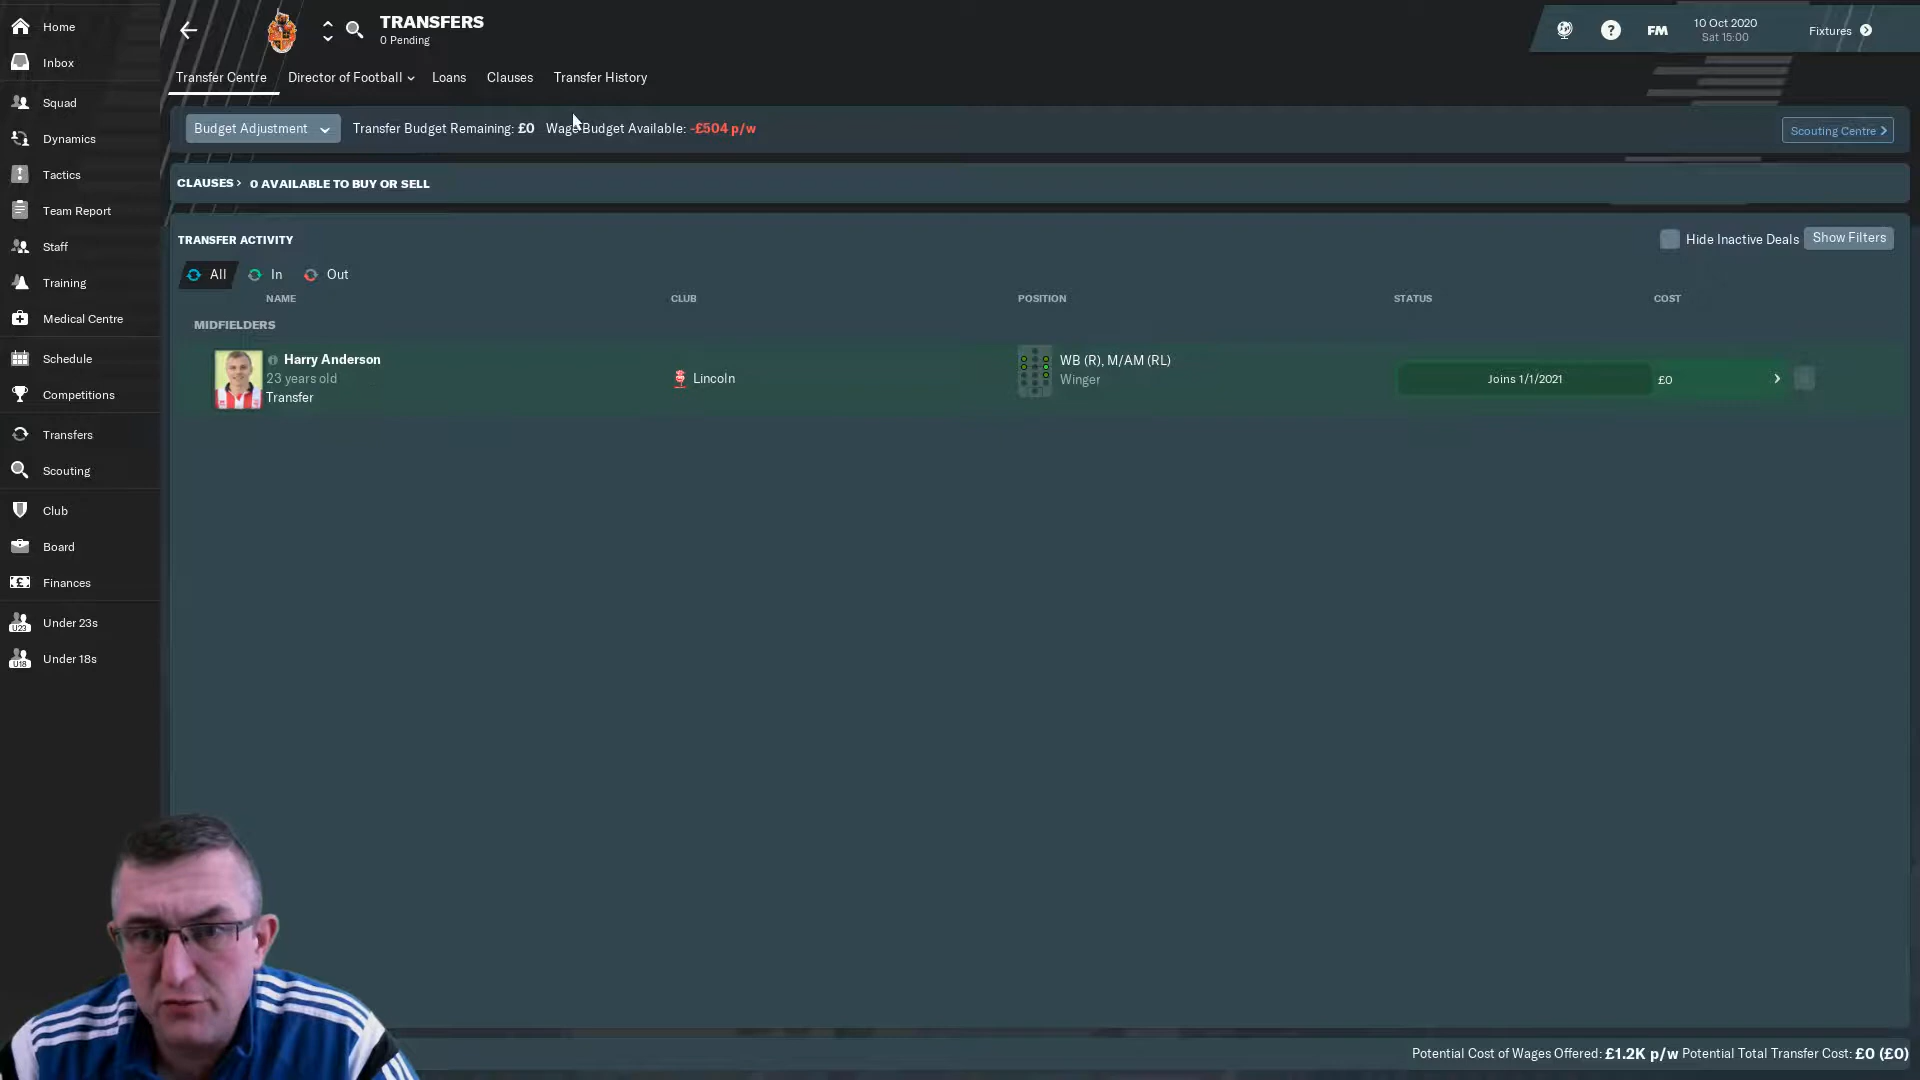 Home
Inbox
Squad
Dynamics
Tactics
Team Report
Staff
Training
Medical Centre
Schedule
Competitions
Transfers
Scouting
Club
Board
Finances
U23 Under 23s
U18 Under 18s
TRANSFERS
0 Pending
? FM 10 Oct 2020 Fixtures
Sat 15:00
Transfer Centre Director of Football Loans Clauses Transfer History
Budget Adjustment Transfer Budget Remaining: £0 Wage Budget Available: -£504 p/w Scouting Centre
CLAUSES > 0 AVAILABLE TO BUY OR SELL
TRANSFER ACTIVITY Hide Inactive Deals Show Filters
All In Out
NAME CLUB POSITION STATUS COST
MIDFIELDERS
Harry Anderson WB (R), M/AM (RL)
23 years old Lincoln Winger Joins 1/1/2021 £0
Transfer
Potential Cost of Wages Offered: £1.2K p/w Potential Total Transfer Cost: £0 (£0)